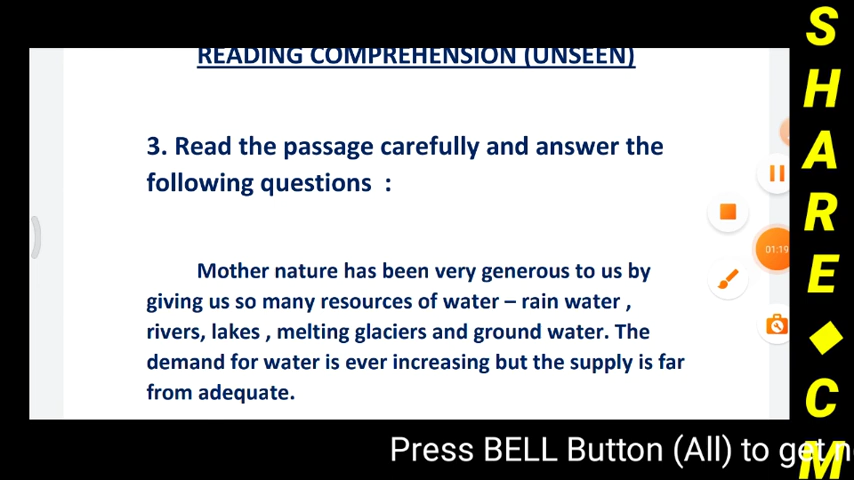 READING COMPREHENSION (UNSEEN)
3. Read the passage carefully and answer the
following questions :
Mother nature has been very generous to us by
giving us so many resources of water – rain water ,
rivers, lakes , melting glaciers and ground water. The
demand for water is ever increasing but the supply is far
from adequate.
01:19
SHARE ◆ CM
Press BELL Button (All) to get n